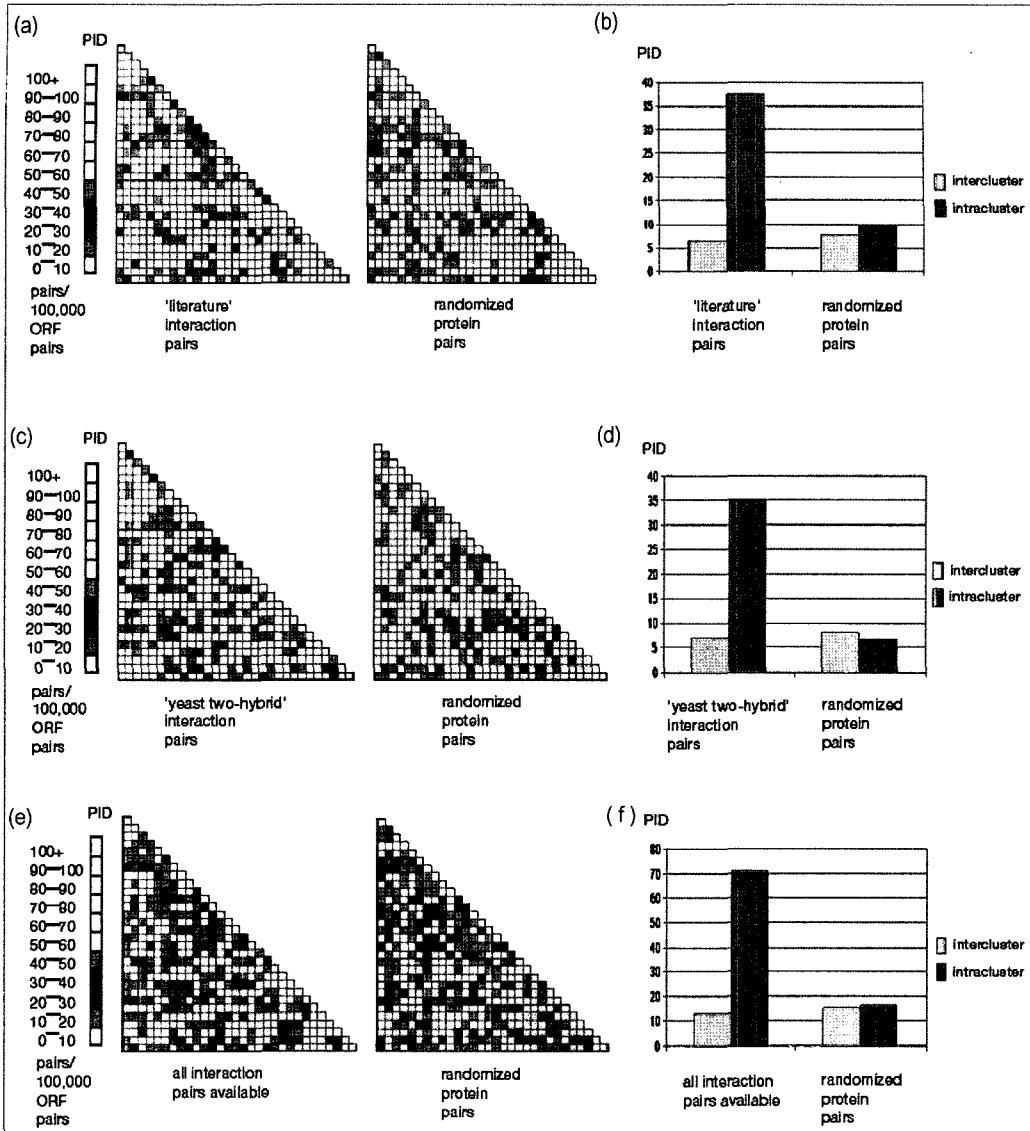 (a)
PID
100+
90—100
80—90
70—80
60—70
50—60
40—50
30—40
20—30
10—20
0—10
pairs/
100,000
ORF
pairs
'literature'
interaction
pairs
randomized
protein
pairs
(b)
PID
40
35
30
25
20
15
10
5
0
'literature'
interaction
pairs
randomized
protein
pairs
intercluster
intracluster
(c)
PID
100+
90—100
80—90
70—80
60—70
50—60
40—50
30—40
20—30
10—20
0—10
pairs/
100,000
ORF
pairs
'yeast two-hybrid'
interaction
pairs
randomized
protein
pairs
(d)
PID
40
35
30
25
20
15
10
5
0
'yeast two-hybrid'
interaction
pairs
randomized
protein
pairs
intercluster
intracluster
(e)
PID
100+
90—100
80—90
70—80
60—70
50—60
40—50
30—40
20—30
10—20
0—10
pairs/
100,000
ORF
pairs
all interaction
pairs available
randomized
protein
pairs
(f)
PID
80
70
60
50
40
30
20
10
0
all interaction
pairs available
randomized
protein
pairs
intercluster
intracluster